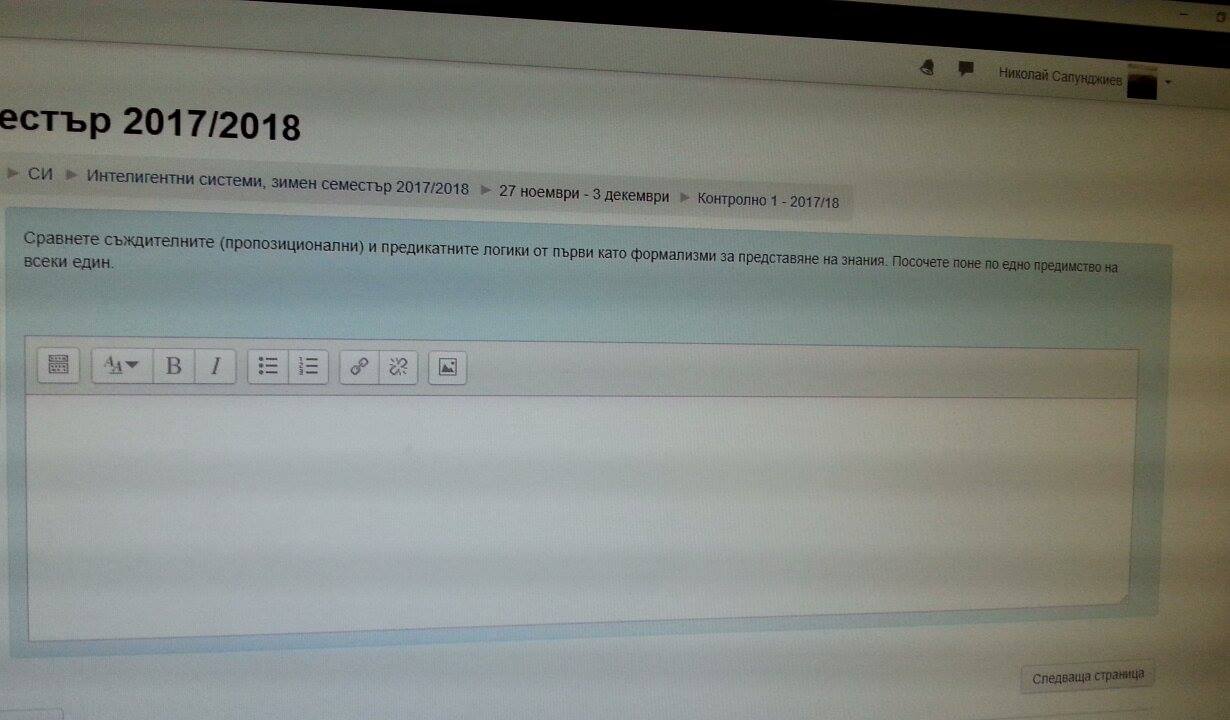 Николай Сапунджиев
естър 2017/2018
СИ Интелигентни системи, зимен семестър 2017/2018 27 ноември - 3 декември Контролно 1 - 2017/18
Сравнете съждителните (пропозиционални) и предикатните логики от първи като формализми за представяне на знания. Посочете поне по едно предимство на
всеки един.
B I
Следваща страница